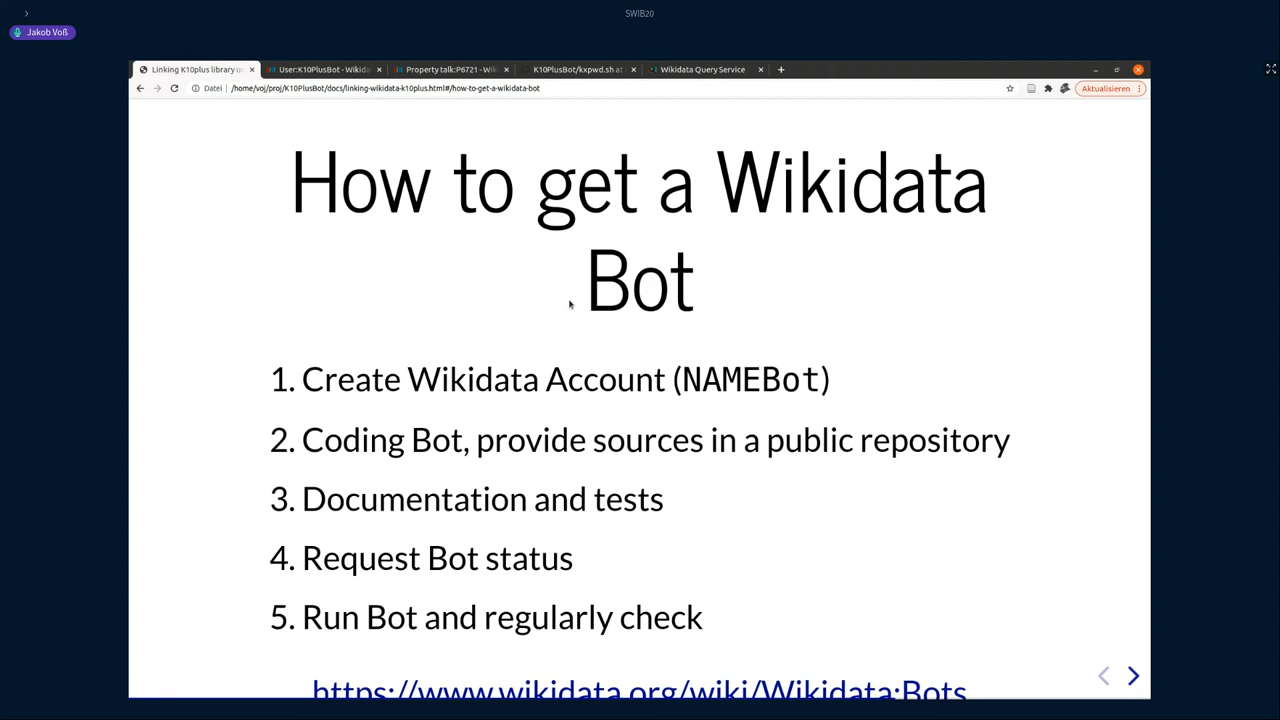 SWIB20
Jakob Voß
Linking K10plus library u
User:K10PlusBot - Wikida
Property talk:P6721 - Wik
K10PlusBot/kxpwd.sh at
Wikidata Query Service
Datei
/home/voj/proj/K10PlusBot/docs/linking-wikidata-k10plus.html#/how-to-get-a-wikidata-bot
Aktualisieren
How to get a Wikidata
Bot
1. Create Wikidata Account (NAMEBot)
2. Coding Bot, provide sources in a public repository
3. Documentation and tests
4. Request Bot status
5. Run Bot and regularly check
https://www.wikidata.org/wiki/Wikidata:Bots